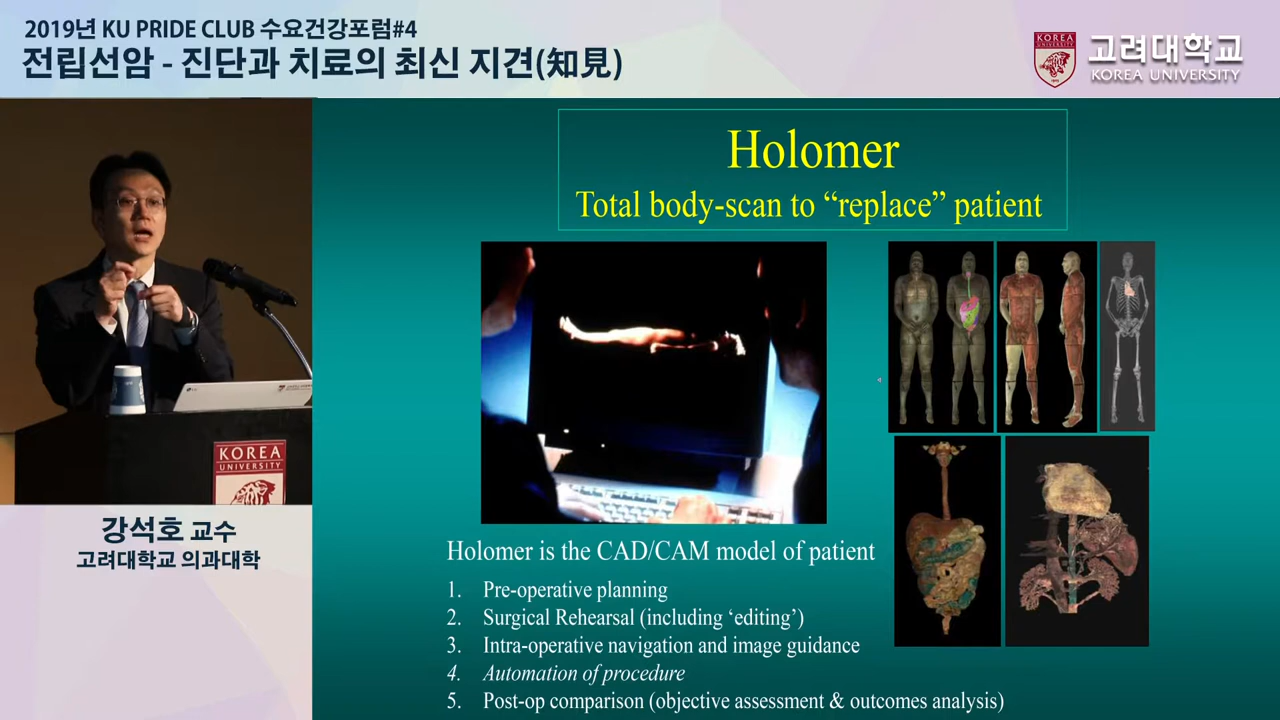 2019년 KU PRIDE CLUB 수요건강포럼#4
전립선암 - 진단과 치료의 최신 지견(知見)
KOREA
고려대학교
KOREA UNIVERSITY
Holomer
Total body-scan to “replace” patient
KOREA
UNIVERSITY
강석호 교수
고려대학교 의과대학
Holomer is the CAD/CAM model of patient
1. Pre-operative planning
2. Surgical Rehearsal (including ‘editing’)
3. Intra-operative navigation and image guidance
4. Automation of procedure
5. Post-op comparison (objective assessment & outcomes analysis)